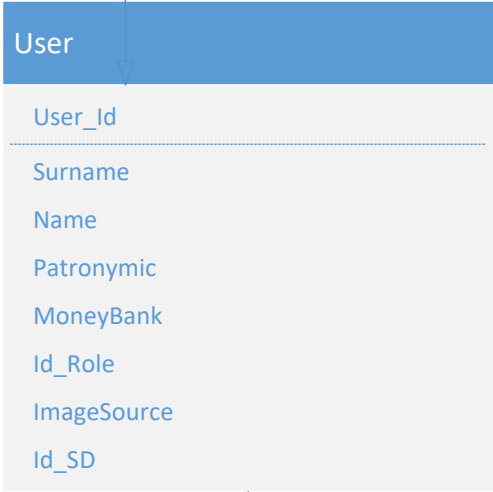 User
User_Id
Surname
Name
Patronymic
MoneyBank
Id_Role
ImageSource
Id_SD